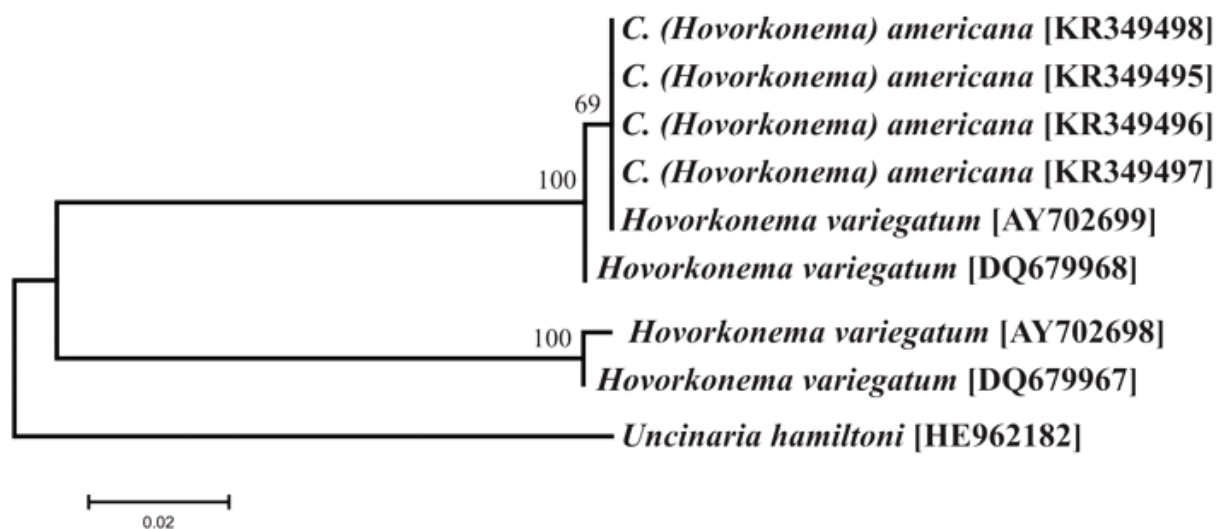 C. (Hovorkonema) americana [KR349498]
C. (Hovorkonema) americana [KR349495]
69
C. (Hovorkonema) americana [KR349496]
C. (Hovorkonema) americana [KR349497]
100
Hovorkonema variegatum [AY702699]
Hovorkonema variegatum [DQ679968]
Hovorkonema variegatum [AY702698]
100
Hovorkonema variegatum [DQ679967]
Uncinaria hamiltoni [HE962182]
0.02